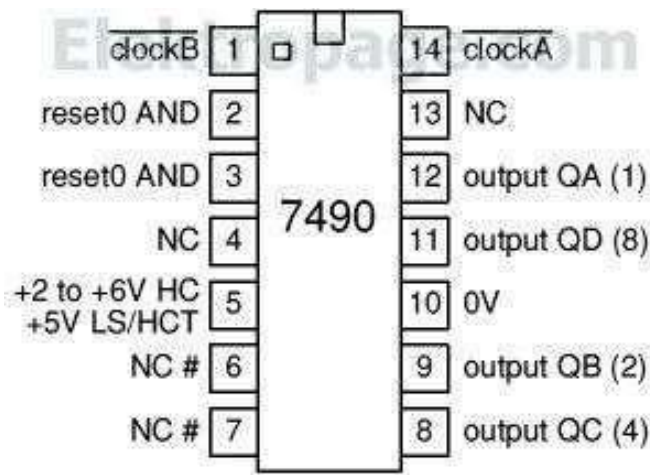 Elektropage.com
clockB 1 14 clockA
reset0 AND 2 13 NC
reset0 AND 3 12 output QA (1)
7490
NC 4 11 output QD (8)
+2 to +6V HC
+5V LS/HCT 5 10 0V
NC # 6 9 output QB (2)
NC # 7 8 output QC (4)